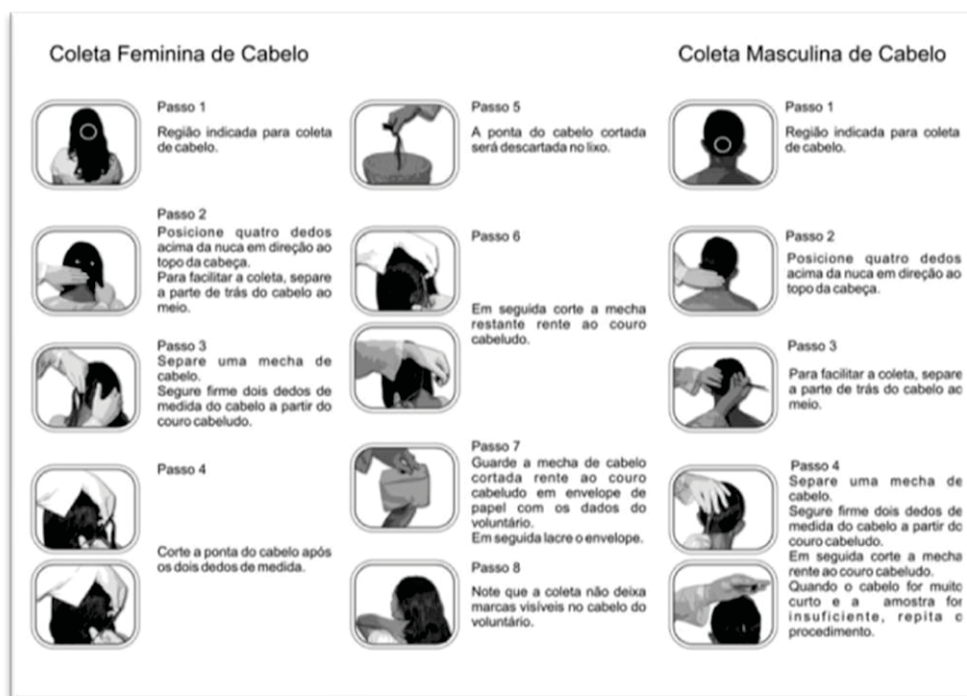 Coleta Feminina de Cabelo
Passo 1
Região indicada para coleta
de cabelo.
Passo 2
Posicione quatro dedos
acima da nuca em direção ao
topo da cabeça.
Para facilitar a coleta, separe
a parte de trás do cabelo ao
meio.
Passo 3
Separe uma mecha de
cabelo.
Segure firme dois dedos de
medida do cabelo a partir do
couro cabeludo.
Passo 4
Corte a ponta do cabelo após
os dois dedos de medida.
Passo 5
A ponta do cabelo cortada
será descartada no lixo.
Passo 6
Em seguida corte a mecha
restante rente ao couro
cabeludo.
Passo 7
Guarde a mecha de cabelo
cortada rente ao couro
cabeludo em envelope de
papel com os dados do
voluntário.
Em seguida lacre o envelope.
Passo 8
Note que a coleta não deixa
marcas visíveis no cabelo do
voluntário.
Coleta Masculina de Cabelo
Passo 1
Região indicada para coleta
de cabelo.
Passo 2
Posicione quatro dedos
acima da nuca em direção ao
topo da cabeça.
Passo 3
Para facilitar a coleta, separe
a parte de trás do cabelo ao
meio.
Passo 4
Separe uma mecha de
cabelo.
Segure firme dois dedos de
medida do cabelo a partir do
couro cabeludo.
Em seguida corte a mecha
rente ao couro cabeludo.
Quando o cabelo for muito
curto e a amostra for
insuficiente, repita o
procedimento.